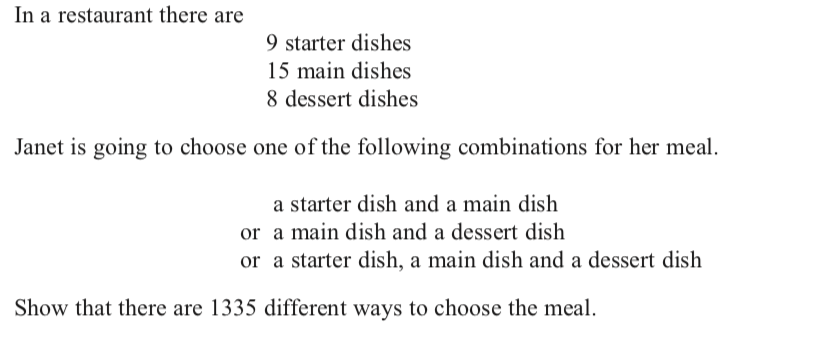 In a restaurant there are
9 starter dishes
15 main dishes
8 dessert dishes
Janet is going to choose one of the following combinations for her meal.
a starter dish and a main dish
or a main dish and a dessert dish
or a starter dish, a main dish and a dessert dish
Show that there are 1335 different ways to choose the meal.